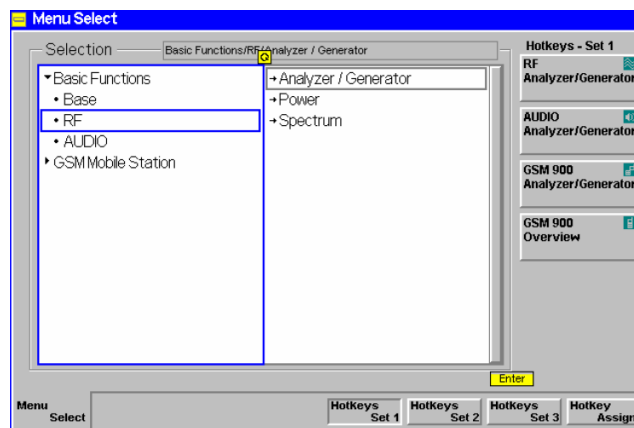 Menu Select
Selection
Basic Functions/RF/Analyzer / Generator
Basic Functions
Base
RF
AUDIO
GSM Mobile Station
Analyzer / Generator
Power
Spectrum
Enter
Hotkeys - Set 1
RF
Analyzer/Generator
AUDIO
Analyzer/Generator
GSM 900
Analyzer/Generator
GSM 900
Overview
Menu
Select
Hotkeys
Set 1
Hotkeys
Set 2
Hotkeys
Set 3
Hotkey
Assign